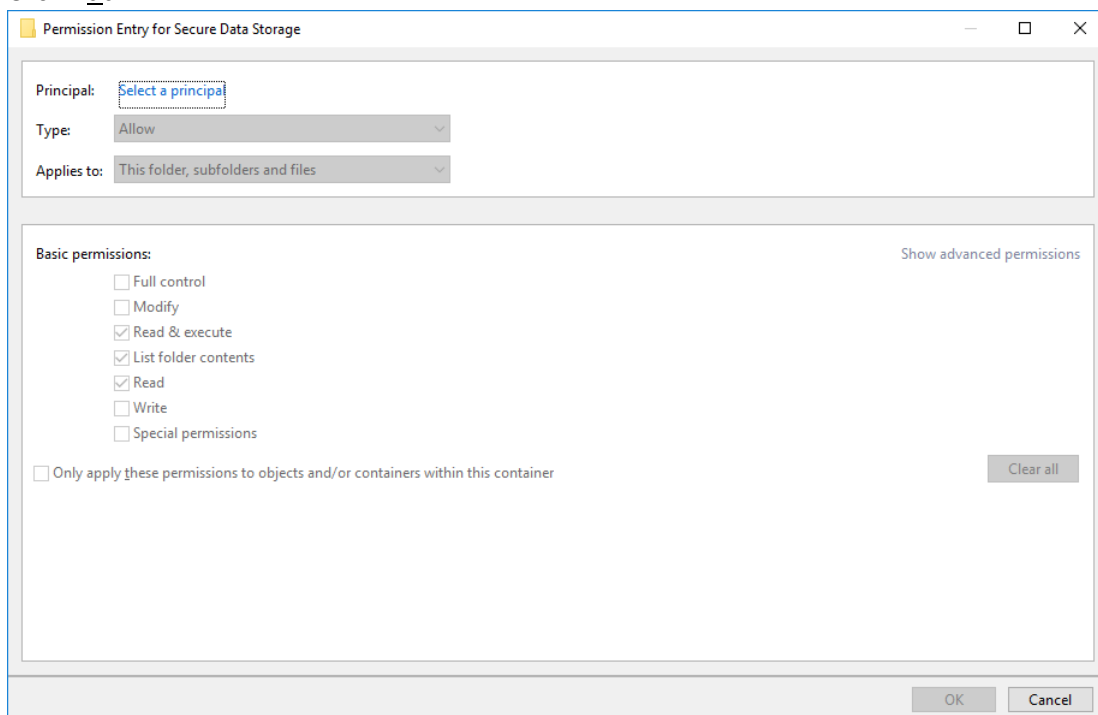 Permission Entry for Secure Data Storage
Principal: Select a principal
Type: Allow
Applies to: This folder, subfolders and files
Basic permissions: Show advanced permissions
Full control
Modify
Read & execute
List folder contents
Read
Write
Special permissions
Only apply these permissions to objects and/or containers within this container Clear all
OK Cancel